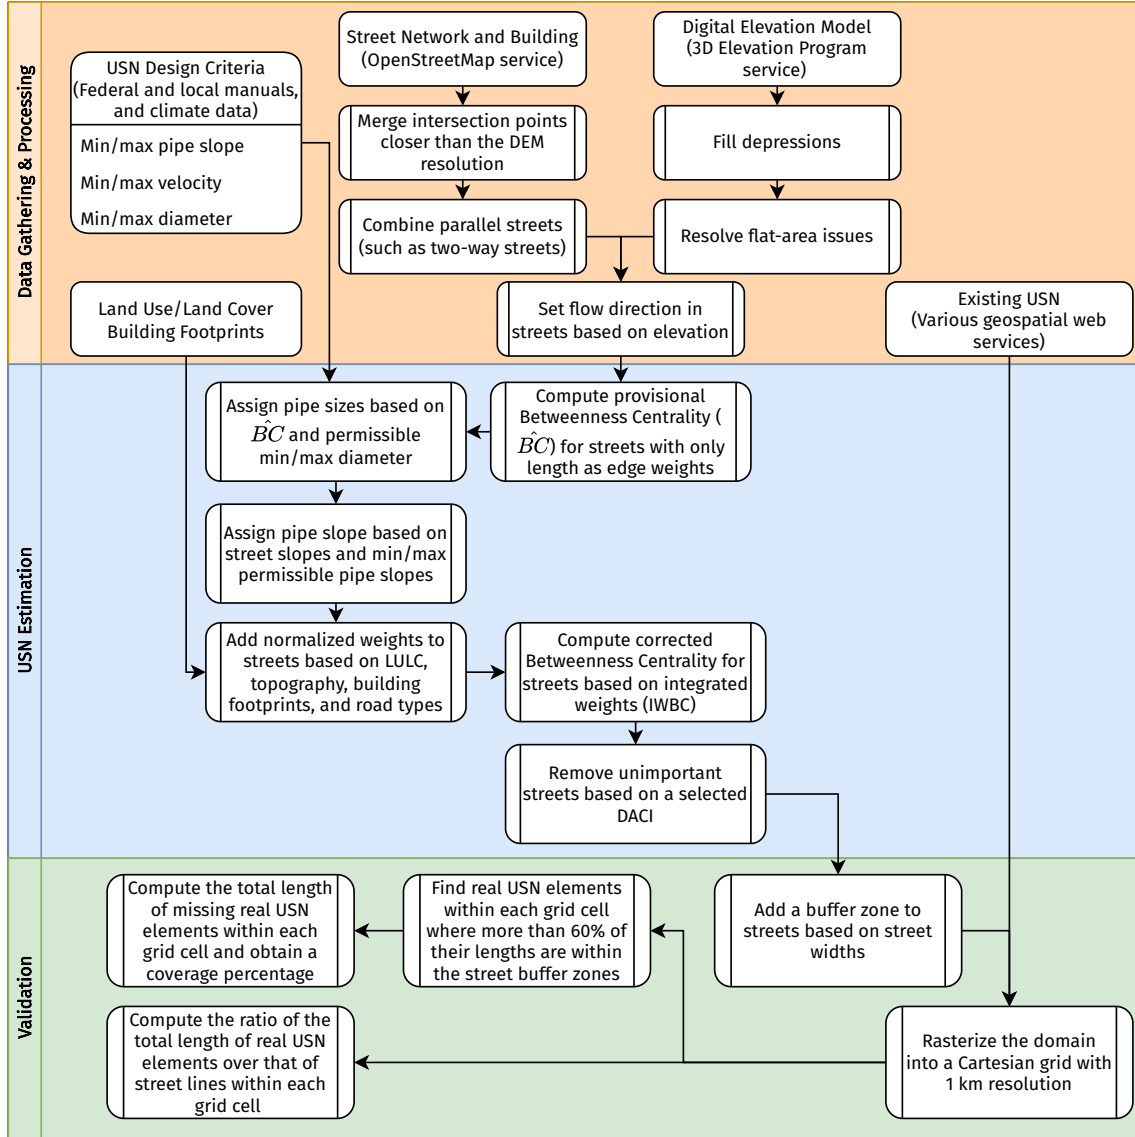 Data Gathering & Processing
USN Design Criteria
(Federal and local manuals,
and climate data)
Min/max pipe slope
Min/max velocity
Min/max diameter
Street Network and Building
(OpenStreetMap service)
Digital Elevation Model
(3D Elevation Program
service)
Merge intersection points
closer than the DEM
resolution
Fill depressions
Combine parallel streets
(such as two-way streets)
Resolve flat-area issues
Land Use/Land Cover
Building Footprints
Set flow direction in
streets based on elevation
Existing USN
(Various geospatial web
services)
USN Estimation
Assign pipe sizes based on
$\hat{BC}$ and permissible
min/max diameter
Compute provisional
Betweenness Centrality (
$\hat{BC}$) for streets with only
length as edge weights
Assign pipe slope based on
street slopes and min/max
permissible pipe slopes
Add normalized weights to
streets based on LULC,
topography, building
footprints, and road types
Compute corrected
Betweenness Centrality for
streets based on integrated
weights (IWBC)
Remove unimportant
streets based on a selected
DACI
Validation
Compute the total length
of missing real USN
elements within each
grid cell and obtain a
coverage percentage
Find real USN elements
within each grid cell
where more than 60% of
their lengths are within
the street buffer zones
Add a buffer zone to
streets based on street
widths
Compute the ratio of the
total length of real USN
elements over that of
street lines within each
grid cell
Rasterize the domain
into a Cartesian grid with
1 km resolution